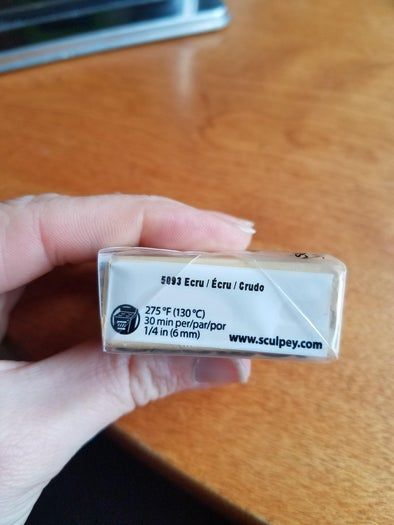 5093 Ecru / Écru / Crudo
275 °F (130 °C)
30 min per/par/por
1/4 in (6 mm)
www.sculpey.com